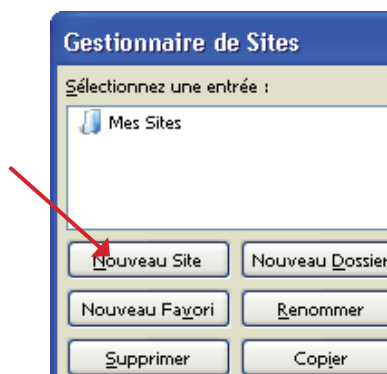 Gestionnaire de Sites
Sélectionnez une entrée :
Mes Sites
Nouveau Site
Nouveau Dossier
Nouveau Favori
Renommer
Supprimer
Copier